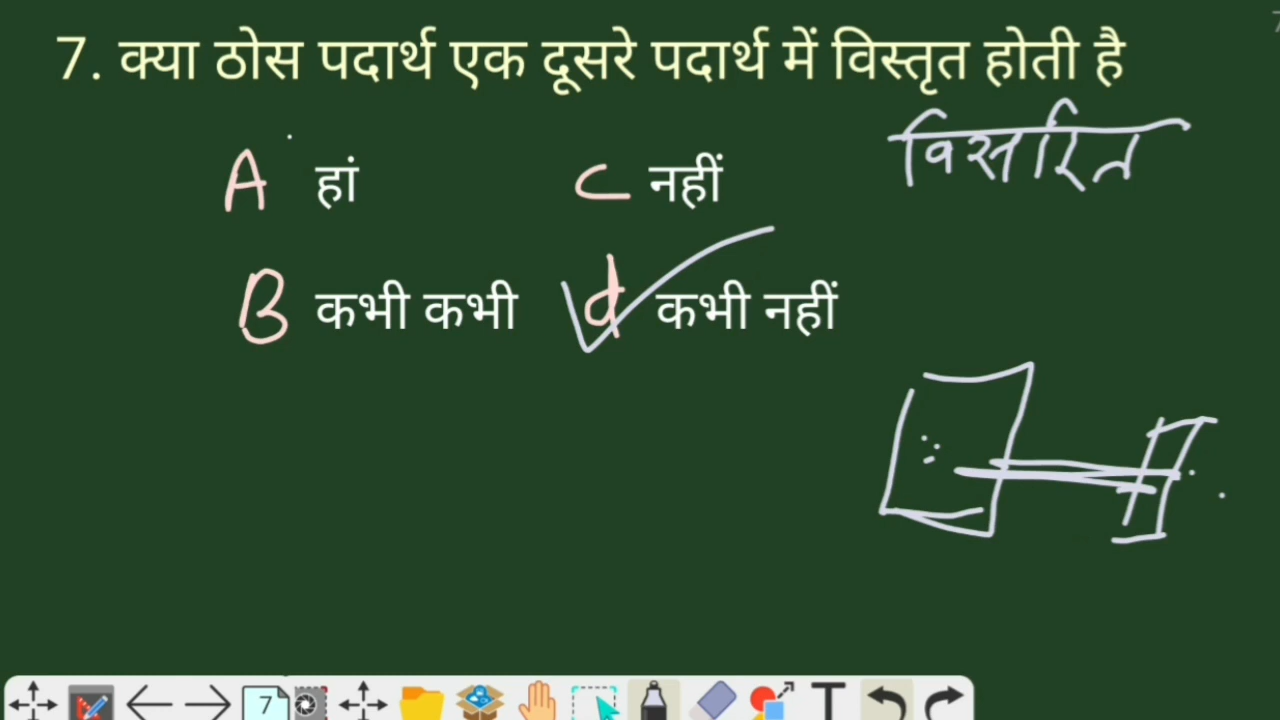 7. क्या ठोस पदार्थ एक दूसरे पदार्थ में विस्तृत होती है
विसरित
A हां C नहीं
B कभी कभी d कभी नहीं
7
T